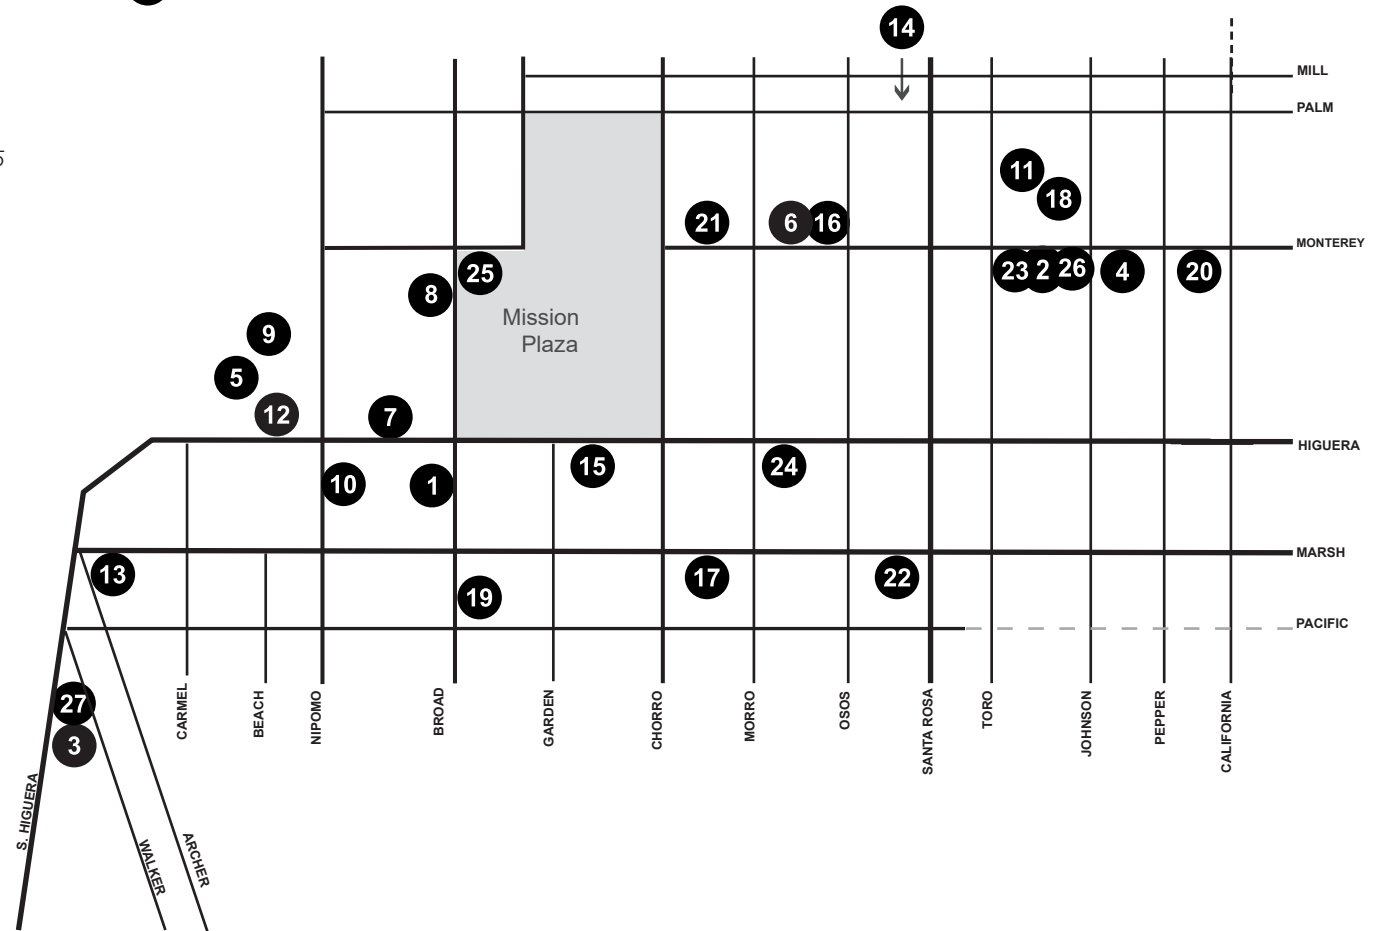 14
MILL
PALM
5
11
18
21
6
16
MONTEREY
25
23
2
26
4
20
8
Mission
Plaza
9
5
12
7
HIGUERA
10
1
15
24
MARSH
13
19
17
22
PACIFIC
27
3
CARMEL
BEACH
NIPOMO
BROAD
GARDEN
CHORRO
MORRO
OSOS
SANTA ROSA
TORO
JOHNSON
PEPPER
CALIFORNIA
S. HIGUERA
WALKER
ARCHER